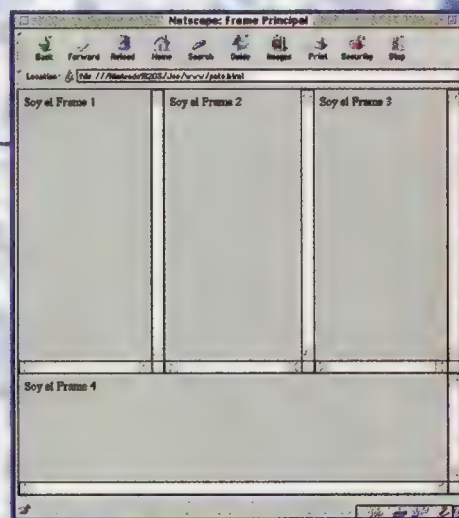 Netscape: Frame Principal
Back Forward Reload Home Search Guide Images Print Security Stop
Location:
Soy el Frame 1
Soy el Frame 2
Soy el Frame 3
Soy el Frame 4